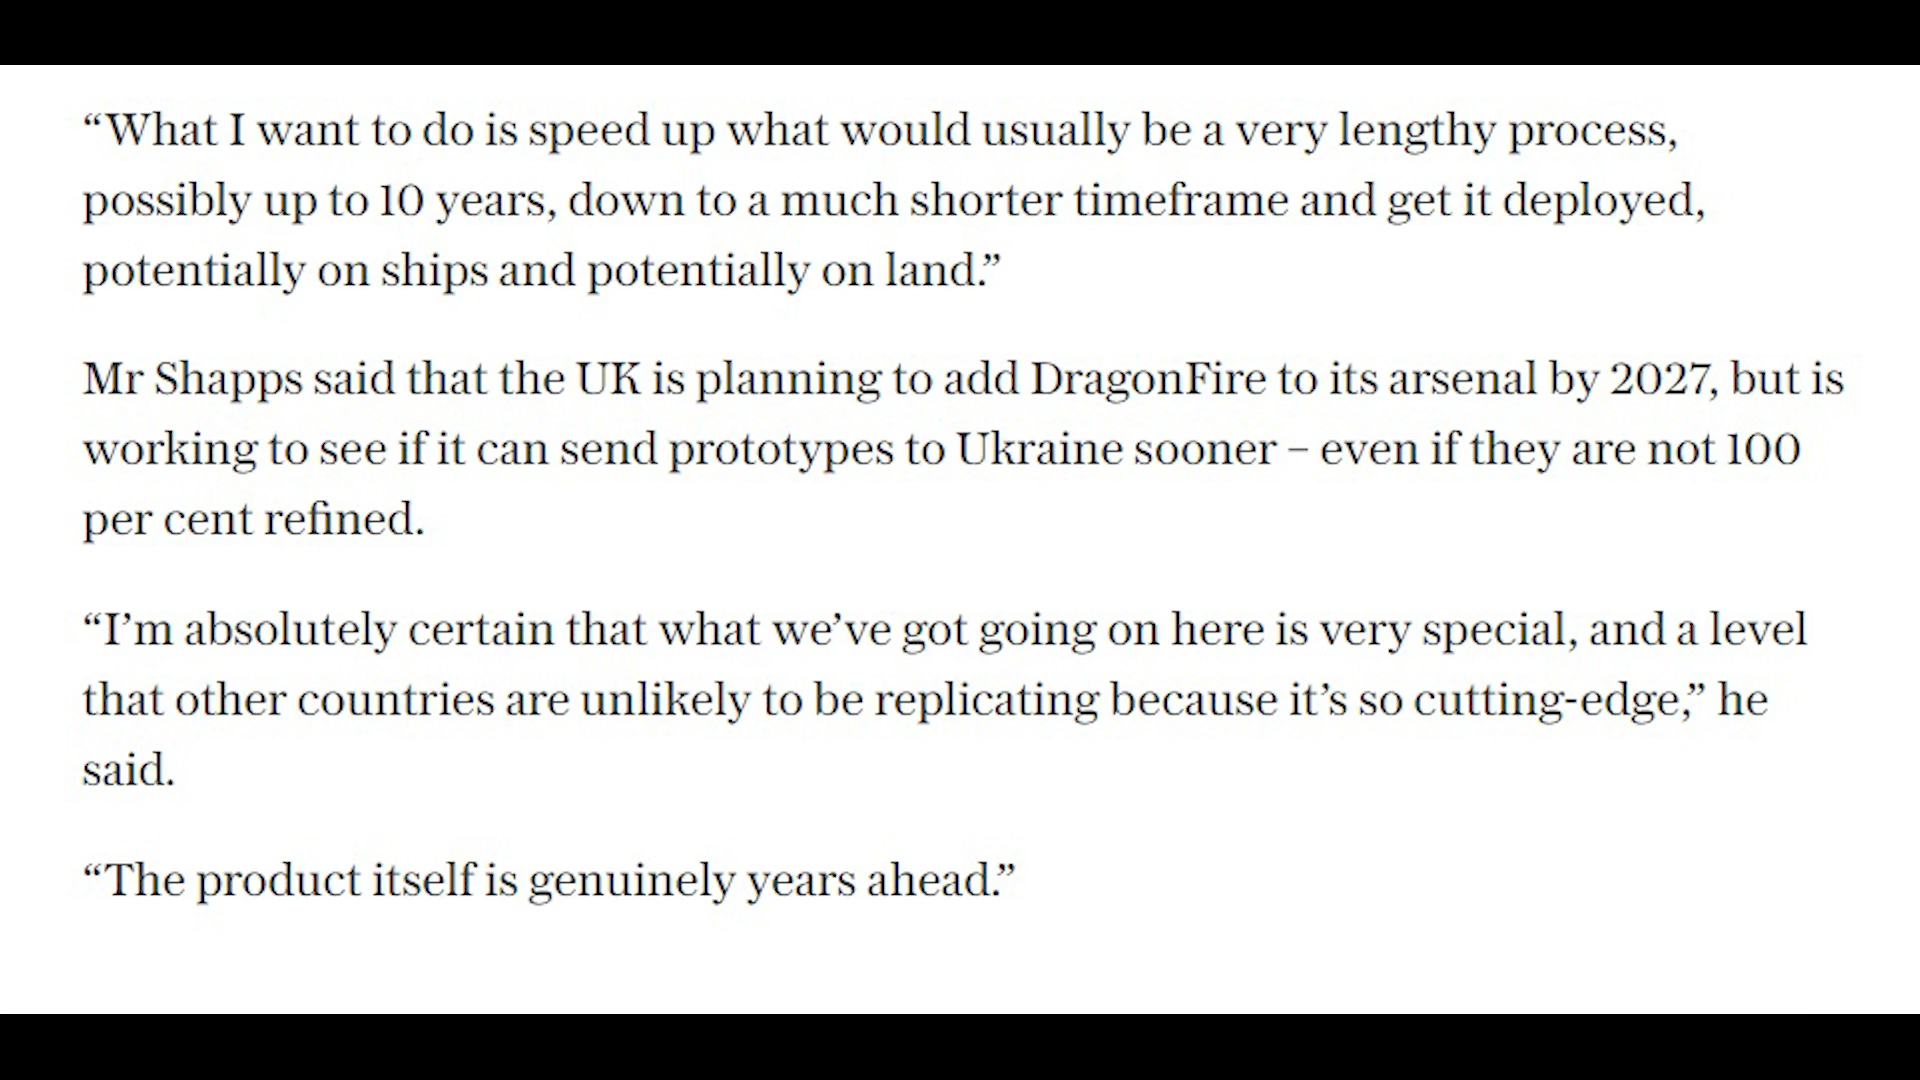 “What I want to do is speed up what would usually be a very lengthy process,
possibly up to 10 years, down to a much shorter timeframe and get it deployed,
potentially on ships and potentially on land.”
Mr Shapps said that the UK is planning to add DragonFire to its arsenal by 2027, but is
working to see if it can send prototypes to Ukraine sooner – even if they are not 100
per cent refined.
“I’m absolutely certain that what we’ve got going on here is very special, and a level
that other countries are unlikely to be replicating because it’s so cutting-edge,” he
said.
“The product itself is genuinely years ahead.”